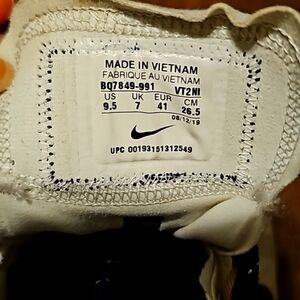 MADE IN VIETNAM
FABRIQUE AU VIETNAM
BQ7849-991 VT2NI
US UK EUR CM
9.5 7 41 26.5
08/12/19
UPC 00193151312549